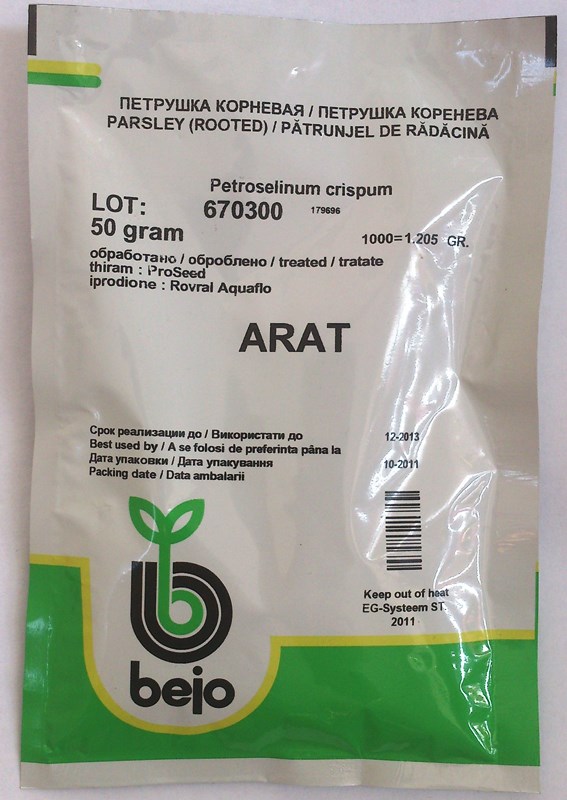 ПЕТРУШКА КОРНЕВАЯ / ПЕТРУШКА КОРЕНЕВА
PARSLEY (ROOTED) / PĂTRUNJEL DE RĂDĂCINĂ
Petroselinum crispum
LOT: 670300 179696
50 gram 1000=1.205 GR.
обработано / оброблено / treated / tratate
thiram : ProSeed
iprodione : Rovral Aquaflo
ARAT
Срок реализации до / Використати до 12-2013
Best used by / A se folosi de preferinta pâna la
Дата упаковки / Дата упакування 10-2011
Packing date / Data ambalarii
Keep out of heat
EG-Systeem ST.
2011
bejo